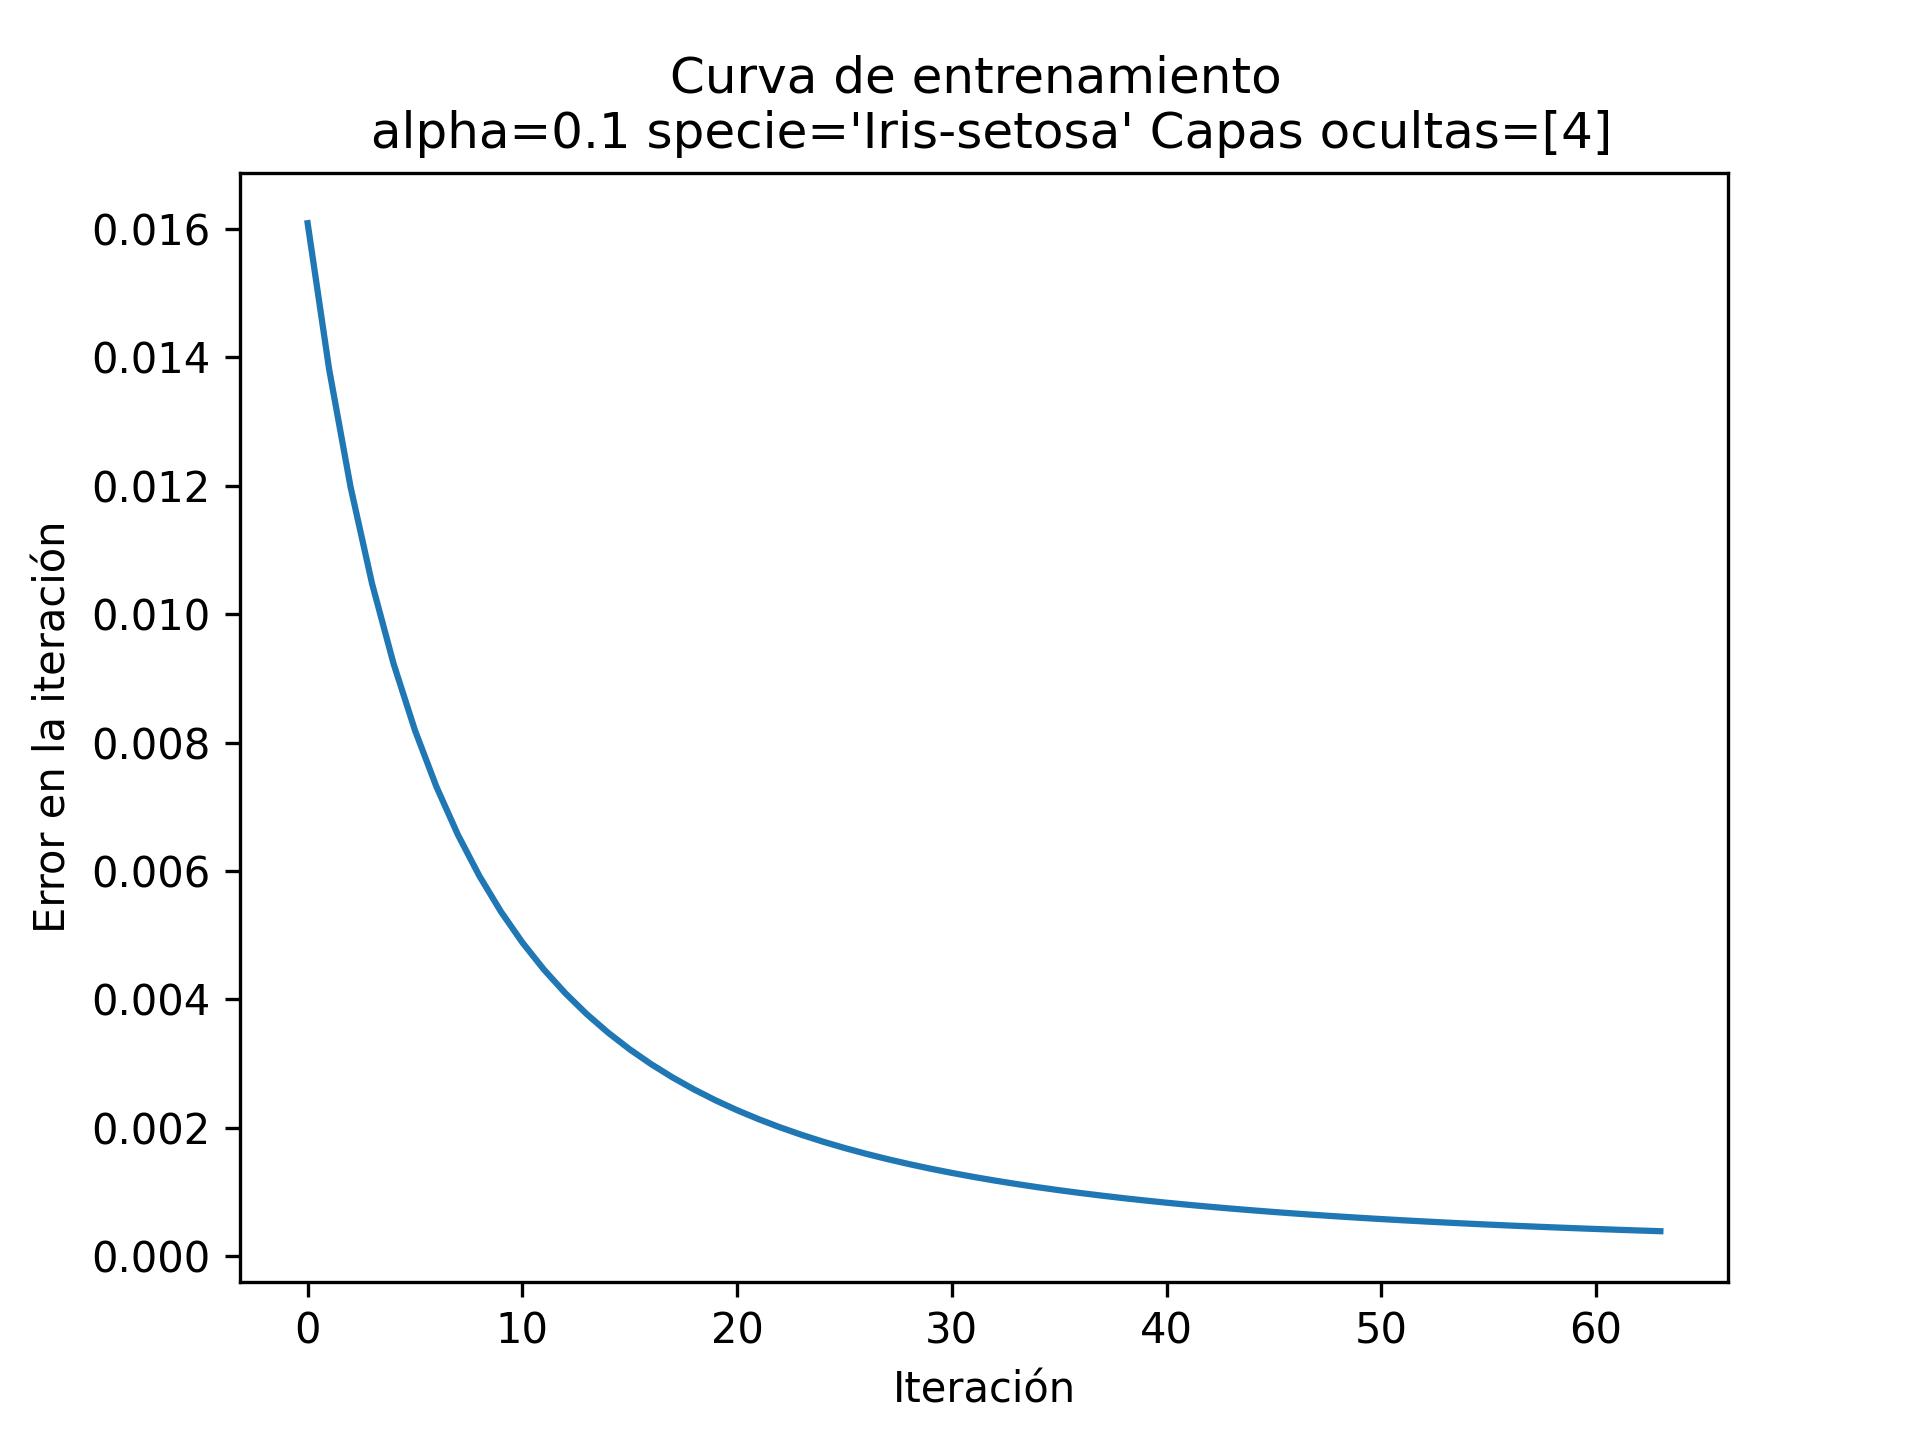 Curva de entrenamiento
alpha=0.1 specie='Iris-setosa' Capas ocultas=[4]
Error en la iteración
0.016
0.014
0.012
0.010
0.008
0.006
0.004
0.002
0.000
0 10 20 30 40 50 60
Iteración